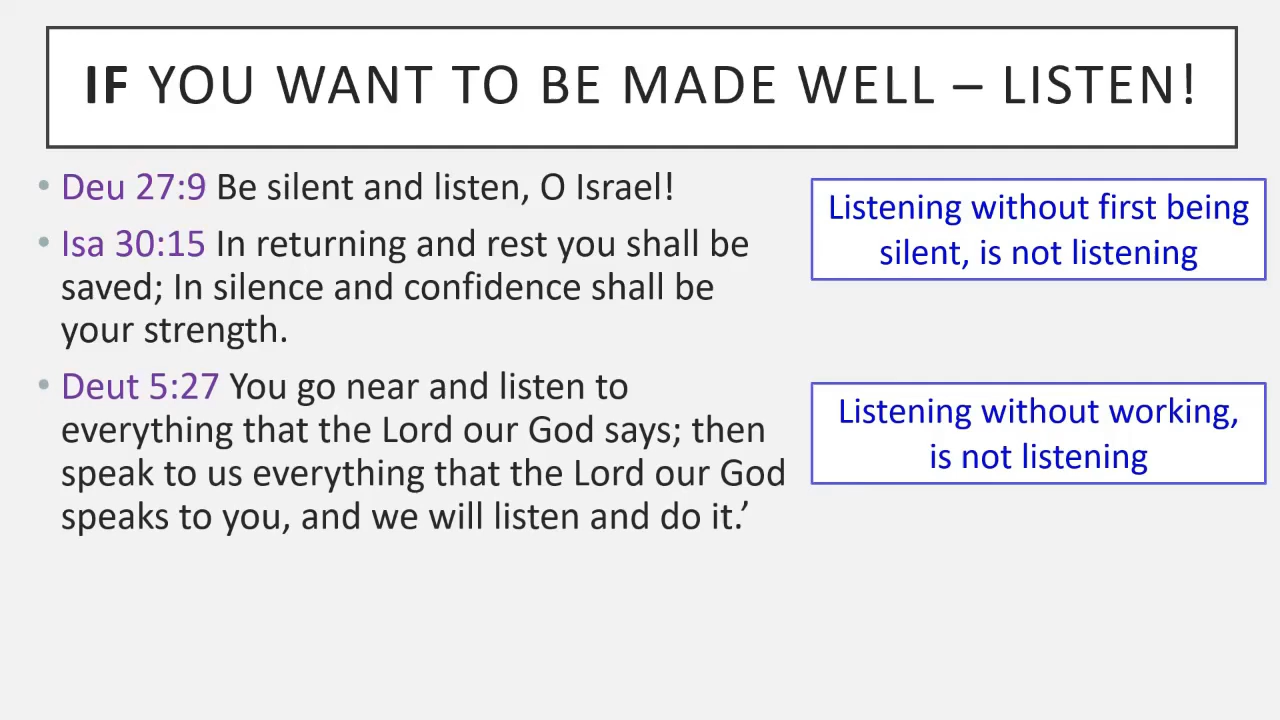 IF YOU WANT TO BE MADE WELL – LISTEN!
• Deu 27:9 Be silent and listen, O Israel!
• Isa 30:15 In returning and rest you shall be
saved; In silence and confidence shall be
your strength.
• Deut 5:27 You go near and listen to
everything that the Lord our God says; then
speak to us everything that the Lord our God
speaks to you, and we will listen and do it.’
Listening without first being
silent, is not listening
Listening without working,
is not listening